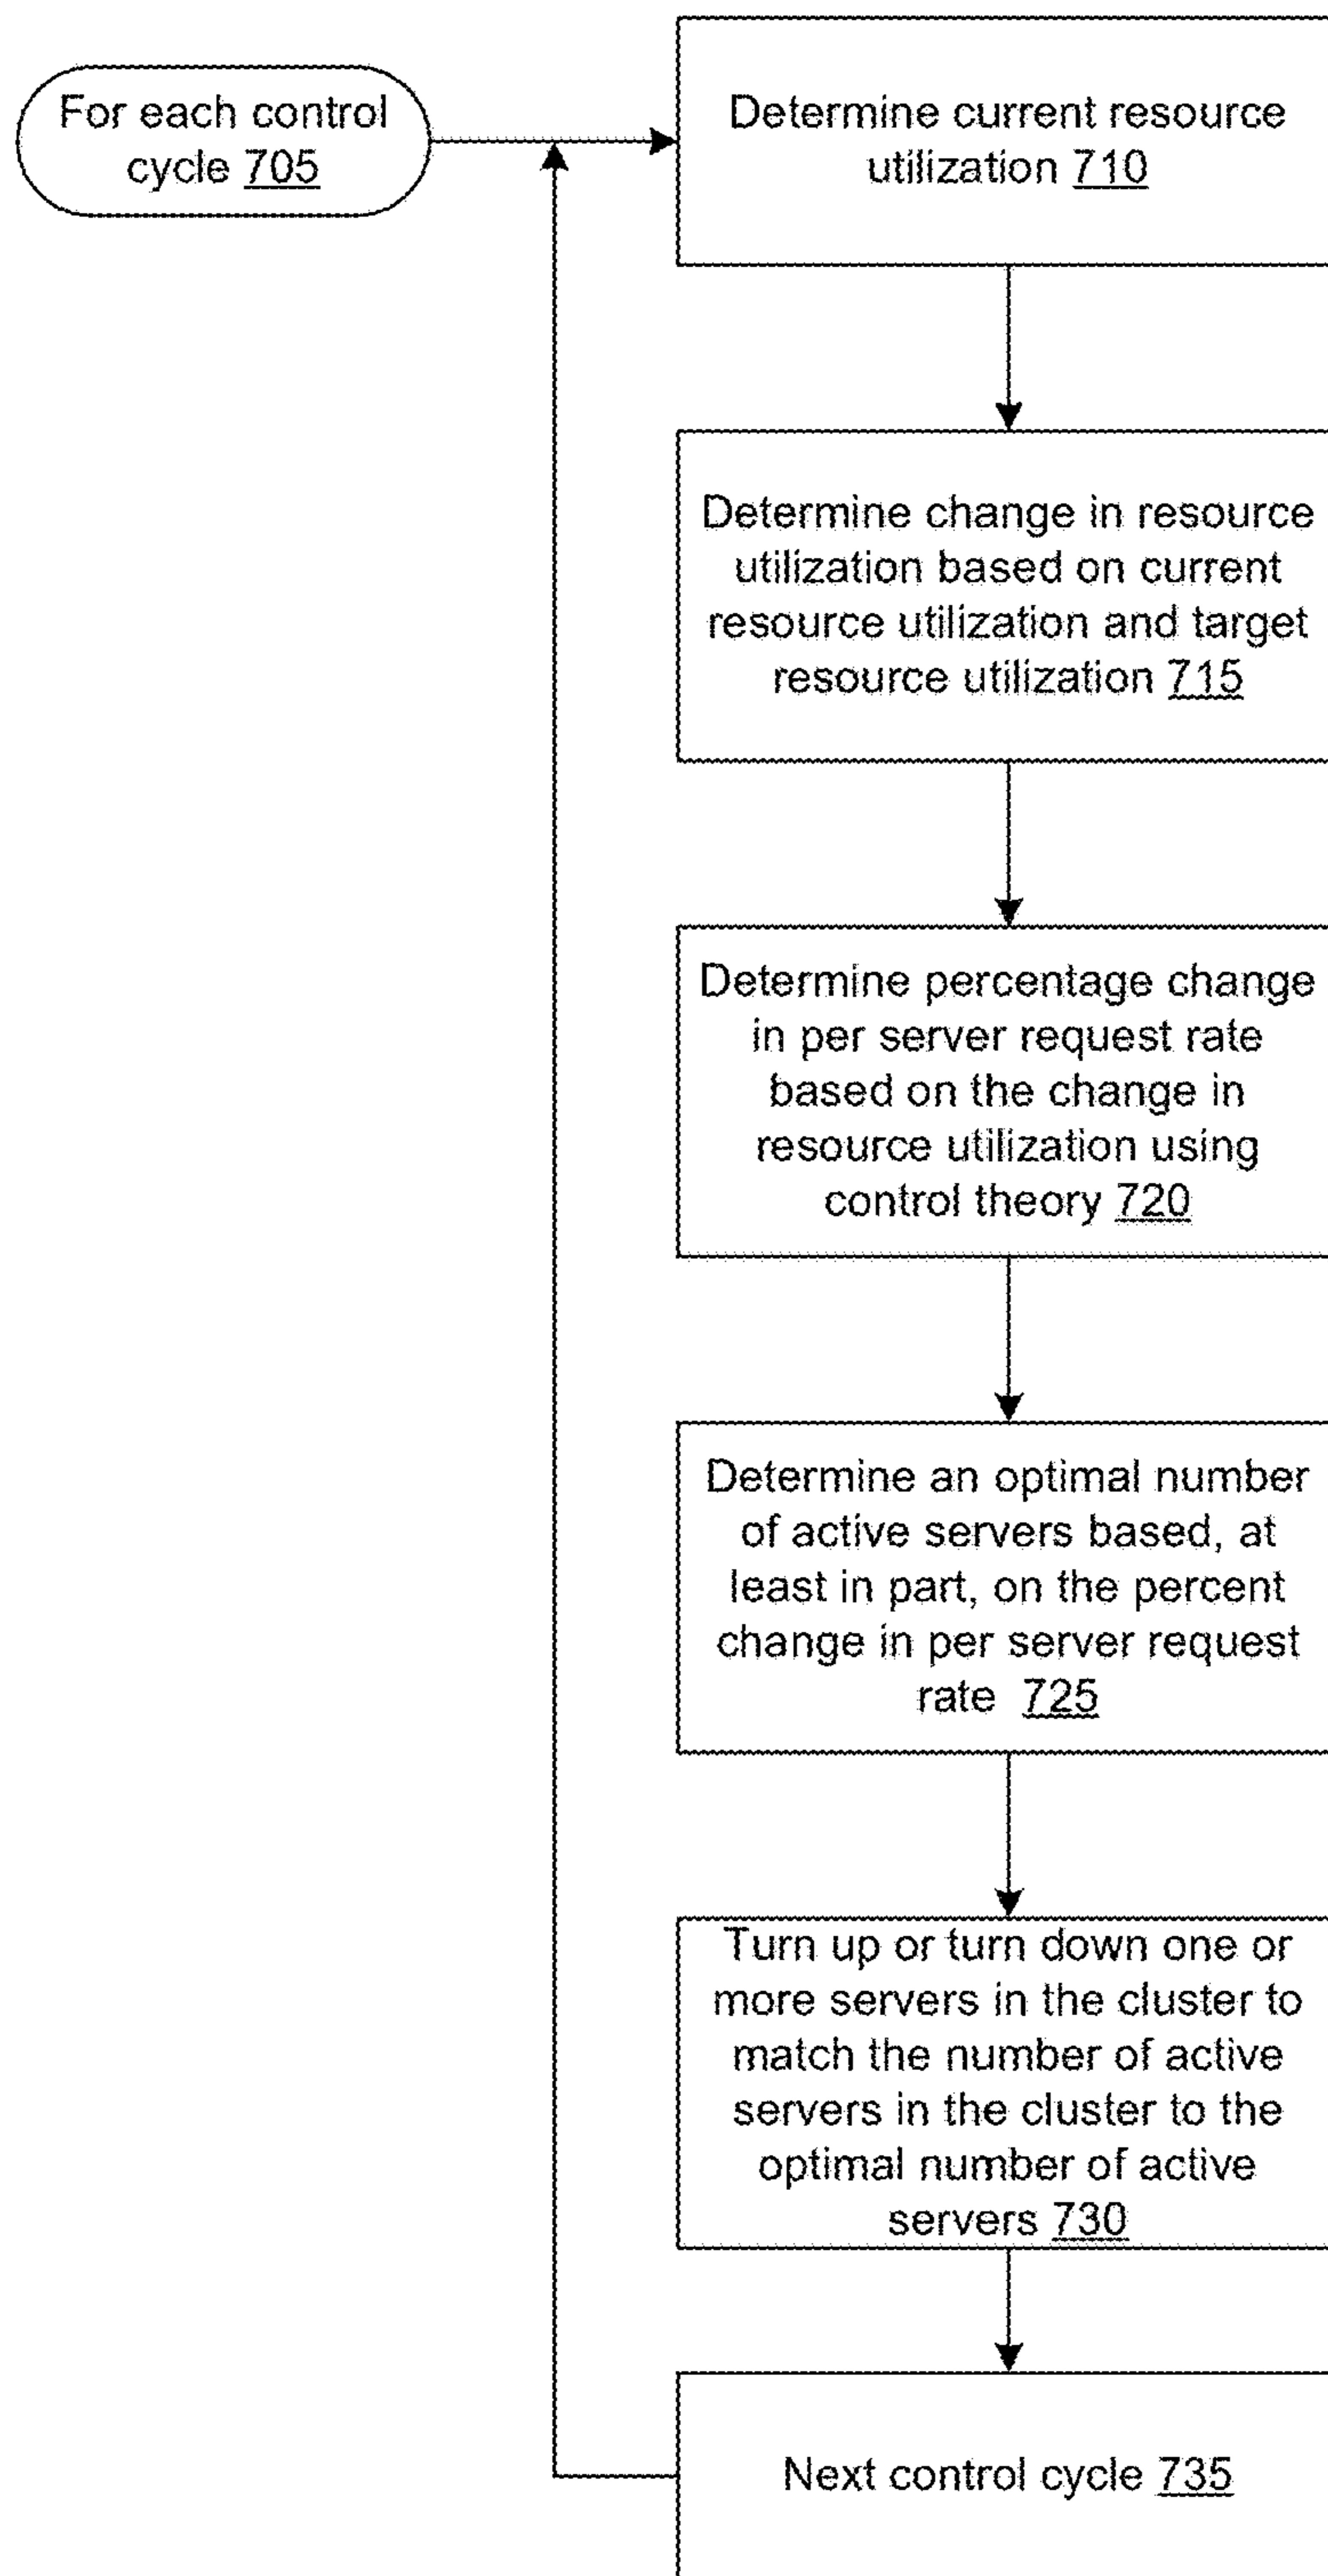 For each control
cycle 705
Determine current resource
utilization 710
Determine change in resource
utilization based on current
resource utilization and target
resource utilization 715
Determine percentage change
in per server request rate
based on the change in
resource utilization using
control theory 720
Determine an optimal number
of active servers based, at
least in part, on the percent
change in per server request
rate 725
Turn up or turn down one or
more servers in the cluster to
match the number of active
servers in the cluster to the
optimal number of active
servers 730
Next control cycle 735